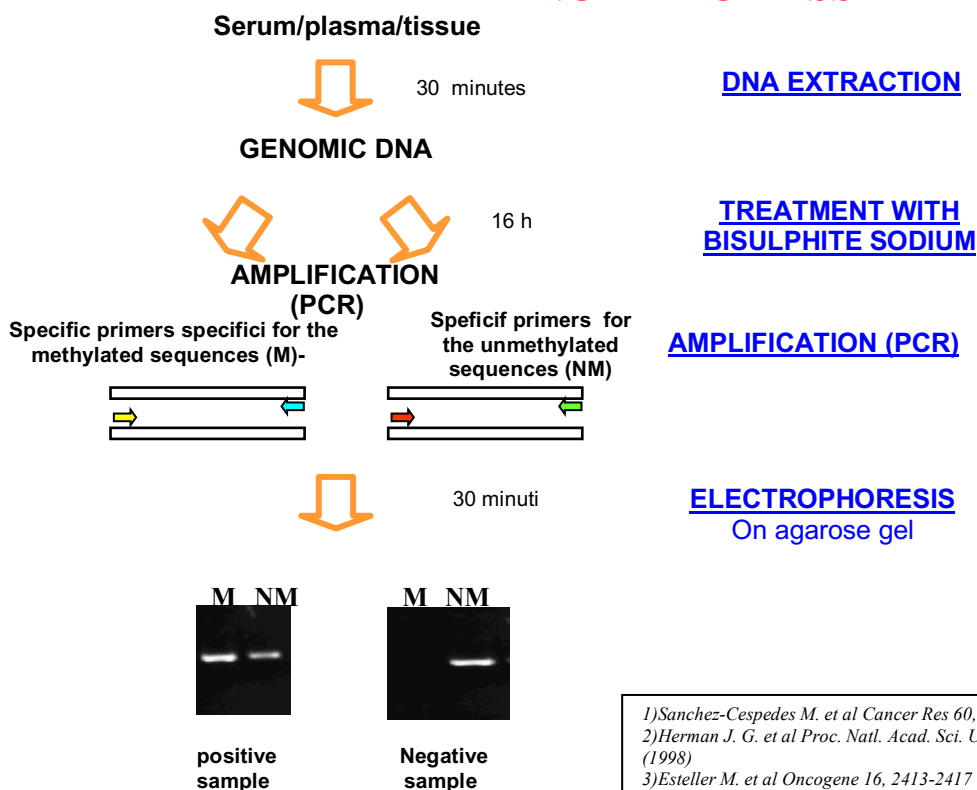 Serum/plasma/tissue
30 minutes
DNA EXTRACTION
GENOMIC DNA
16 h
TREATMENT WITH
BISULPHITE SODIUM
AMPLIFICATION
(PCR)
Specific primers specifici for the
methylated sequences (M)-
Speficif primers for
the unmethylated
sequences (NM)
AMPLIFICATION (PCR)
30 minuti
ELECTROPHORESIS
On agarose gel
M NM
M NM
positive
sample
Negative
sample
1)Sanchez-Cespedes M. et al Cancer Res 60,
2)Herman J. G. et al Proc. Natl. Acad. Sci. U
(1998)
3)Esteller M. et al Oncogene 16, 2413-2417